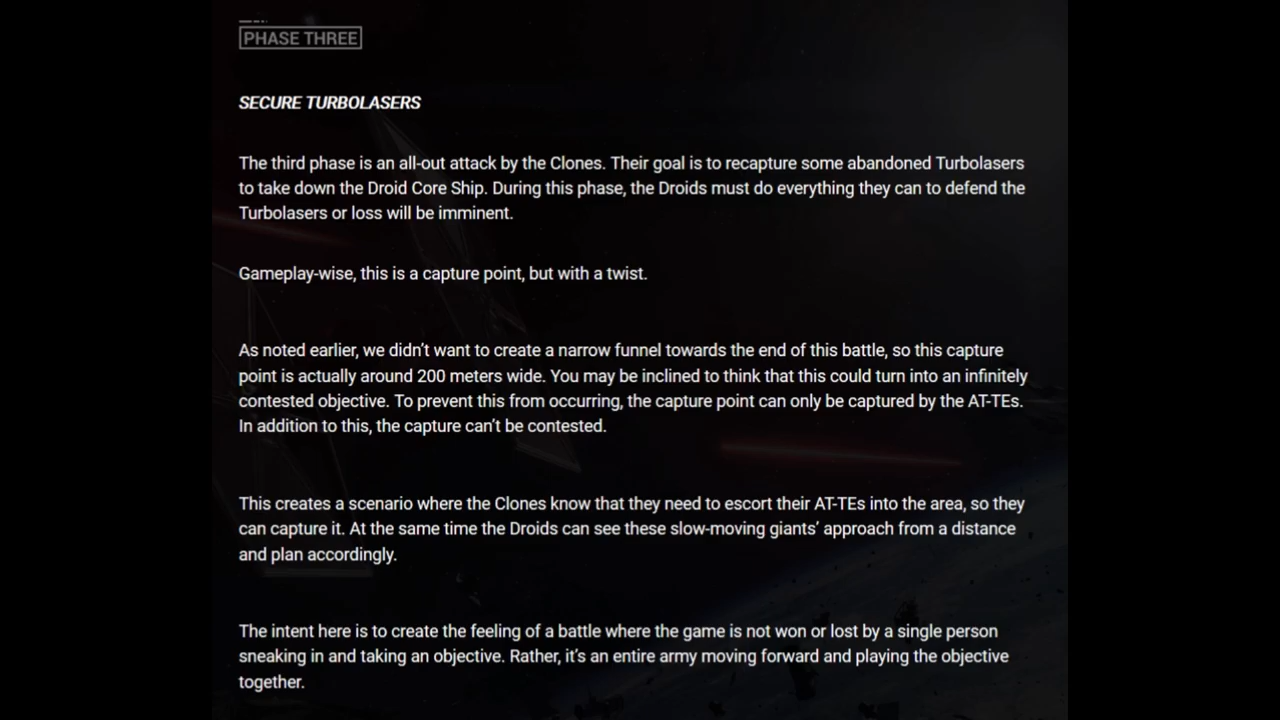 PHASE THREE
SECURE TURBOLASERS
The third phase is an all-out attack by the Clones. Their goal is to recapture some abandoned Turbolasers
to take down the Droid Core Ship. During this phase, the Droids must do everything they can to defend the
Turbolasers or loss will be imminent.
Gameplay-wise, this is a capture point, but with a twist.
As noted earlier, we didn’t want to create a narrow funnel towards the end of this battle, so this capture
point is actually around 200 meters wide. You may be inclined to think that this could turn into an infinitely
contested objective. To prevent this from occurring, the capture point can only be captured by the AT-TEs.
In addition to this, the capture can’t be contested.
This creates a scenario where the Clones know that they need to escort their AT-TEs into the area, so they
can capture it. At the same time the Droids can see these slow-moving giants’ approach from a distance
and plan accordingly.
The intent here is to create the feeling of a battle where the game is not won or lost by a single person
sneaking in and taking an objective. Rather, it’s an entire army moving forward and playing the objective
together.